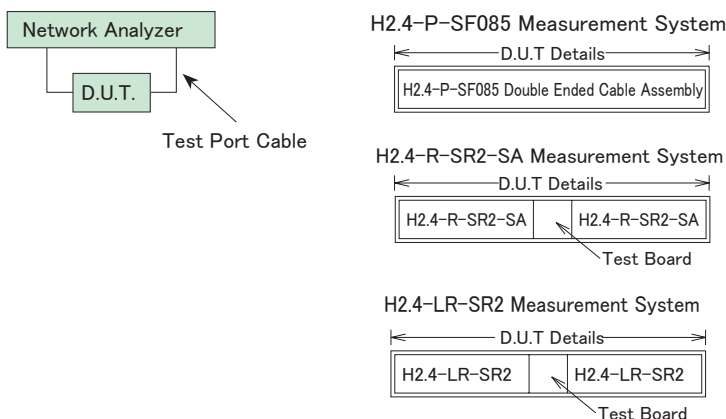 Network Analyzer
D.U.T.
Test Port Cable
H2.4-P-SF085 Measurement System
D.U.T Details
H2.4-P-SF085 Double Ended Cable Assembly
H2.4-R-SR2-SA Measurement System
D.U.T Details
H2.4-R-SR2-SA H2.4-R-SR2-SA
Test Board
H2.4-LR-SR2 Measurement System
D.U.T Details
H2.4-LR-SR2 H2.4-LR-SR2
Test Board